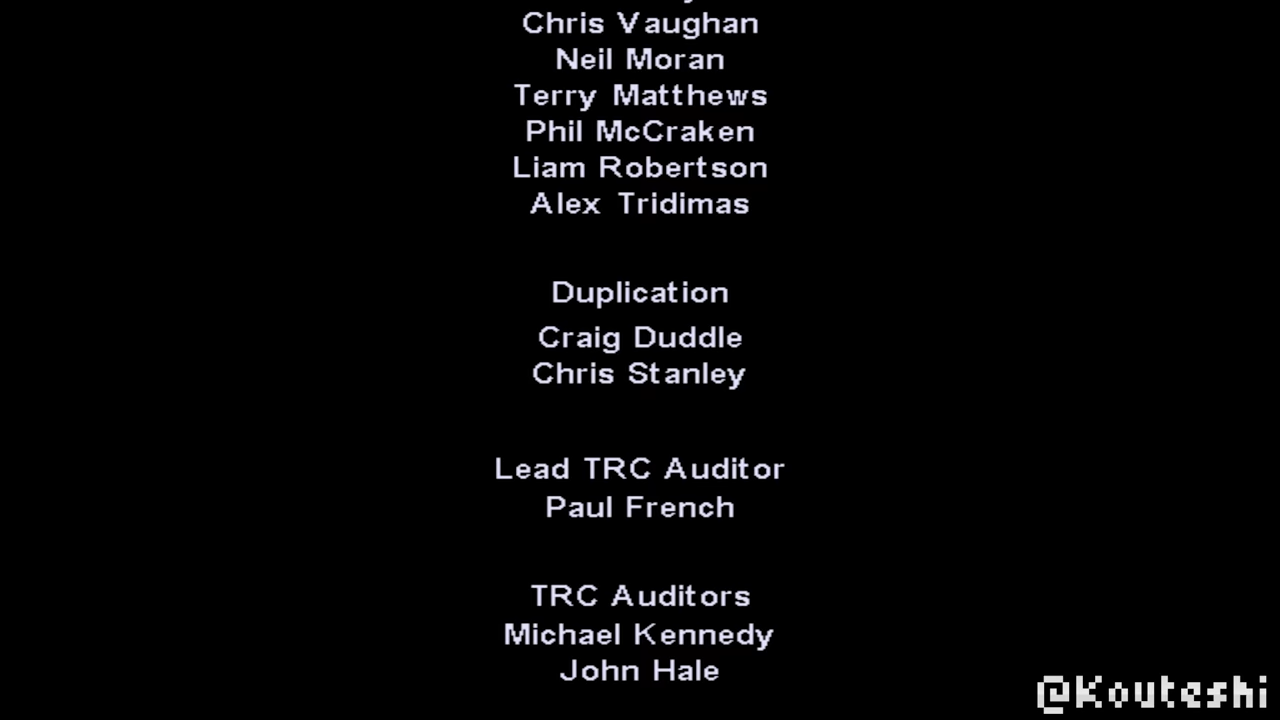 Chris Vaughan
Neil Moran
Terry Matthews
Phil McCraken
Liam Robertson
Alex Tridimas
Duplication
Craig Duddle
Chris Stanley
Lead TRC Auditor
Paul French
TRC Auditors
Michael Kennedy
John Hale
@Kouteshi